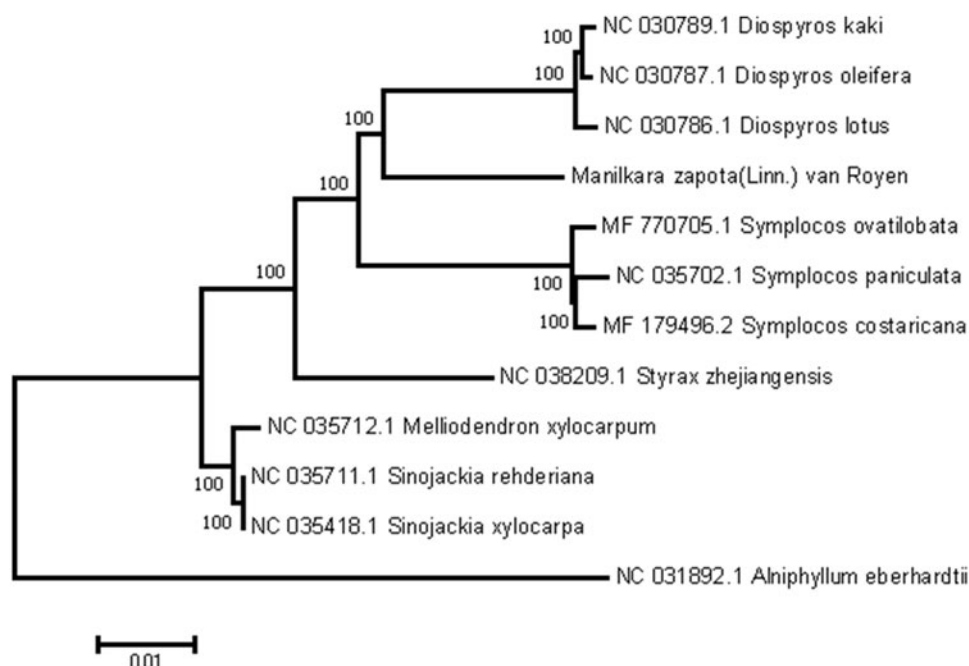 100
NC 030789.1 Diospyros kaki
100
NC 030787.1 Diospyros oleifera
NC 030786.1 Diospyros lotus
100
Manilkara zapota(Linn.) van Royen
100
MF 770705.1 Symplocos ovatilobata
100
NC 035702.1 Symplocos paniculata
100
MF 179496.2 Symplocos costaricana
100
NC 038209.1 Styrax zhejiangensis
NC 035712.1 Melliodendron xylocarpum
NC 035711.1 Sinojackia rehderiana
100
NC 035418.1 Sinojackia xylocarpa
100
NC 031892.1 Alniphyllum eberhardtii
0.01